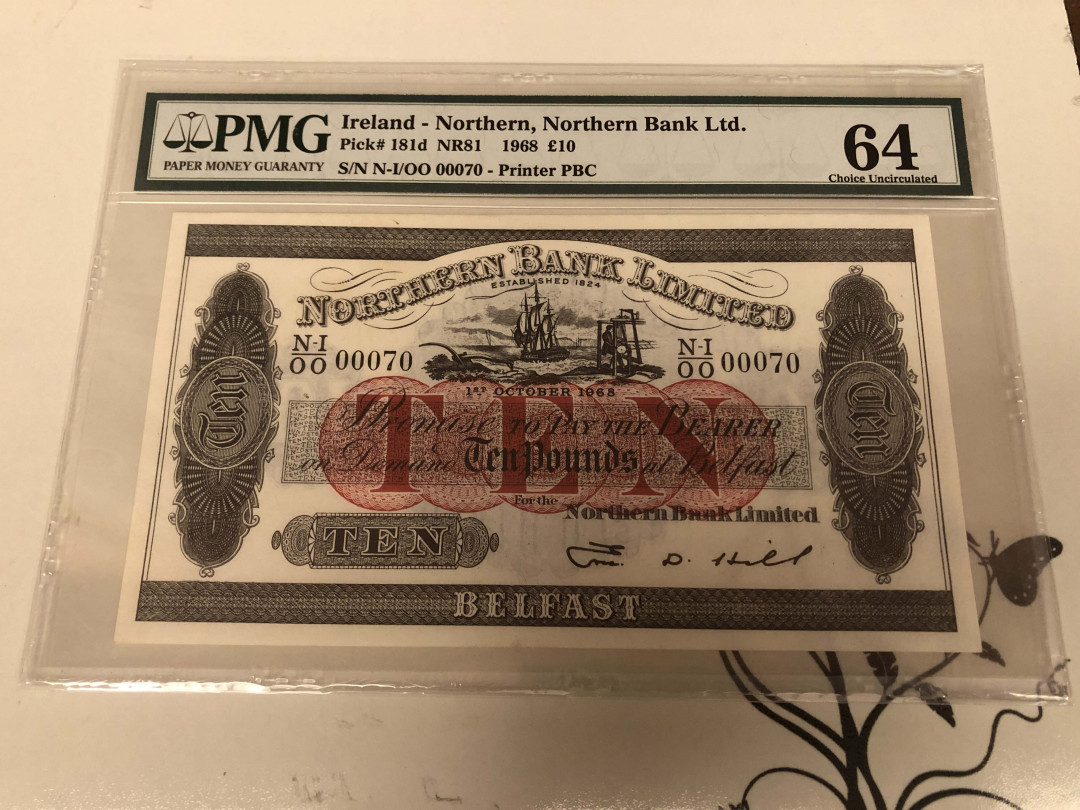 PMG
PAPER MONEY GUARANTY
Ireland - Northern, Northern Bank Ltd.
Pick# 181d NR81 1968 £10
S/N N-I/OO 00070 - Printer PBC
64
Choice Uncirculated
NORTHERN BANK LIMITED
ESTABLISHED 1824
N-I
OO 00070
N-I
OO 00070
1ST OCTOBER 1968
TEN
Promise TO PAY THE BEARER
on Demand Ten Pounds at Belfast
For the
Northern Bank Limited
Ten
Ten
TEN
Wm. D. Hill
BELFAST